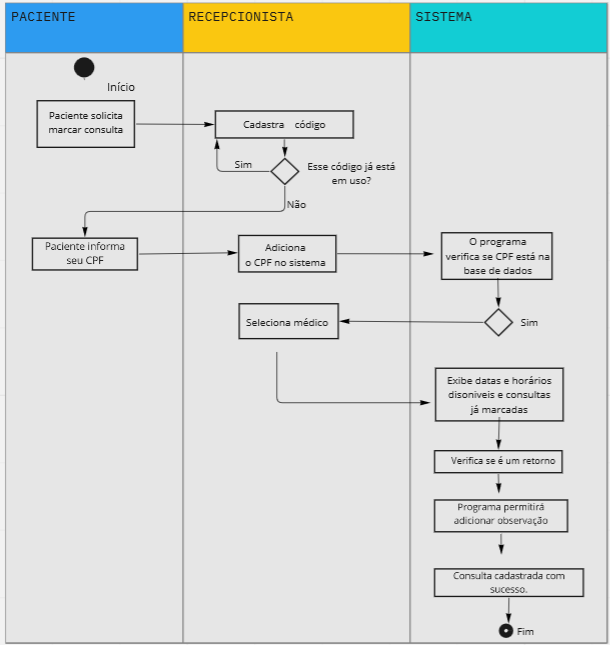 PACIENTE
RECEPCIONISTA
SISTEMA
Início
Paciente solicita
marcar consulta
Cadastra código
Sim
Esse código já está
em uso?
Não
Paciente informa
seu CPF
Adiciona
o CPF no sistema
O programa
verifica se CPF está na
base de dados
Sim
Seleciona médico
Exibe datas e horários
disoniveis e consultas
já marcadas
Verifica se é um retorno
Programa permitirá
adicionar observação
Consulta cadastrada com
sucesso.
Fim